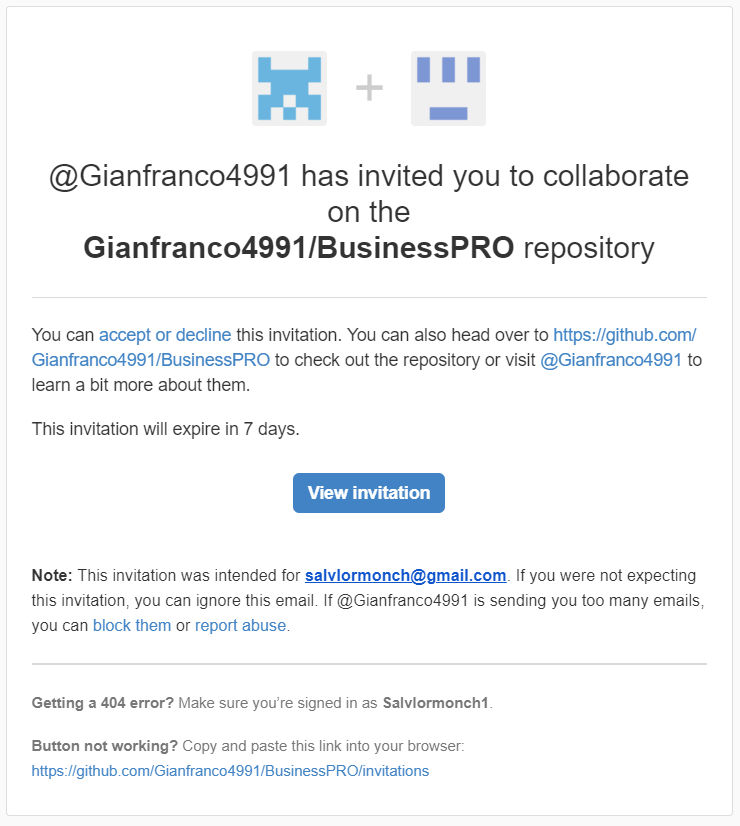 @Gianfranco4991 has invited you to collaborate
on the
Gianfranco4991/BusinessPRO repository
You can accept or decline this invitation. You can also head over to https://github.com/
Gianfranco4991/BusinessPRO to check out the repository or visit @Gianfranco4991 to
learn a bit more about them.
This invitation will expire in 7 days.
View invitation
Note: This invitation was intended for salvlormonch@gmail.com. If you were not expecting
this invitation, you can ignore this email. If @Gianfranco4991 is sending you too many emails,
you can block them or report abuse.
Getting a 404 error? Make sure you’re signed in as Salvlormonch1.
Button not working? Copy and paste this link into your browser:
https://github.com/Gianfranco4991/BusinessPRO/invitations